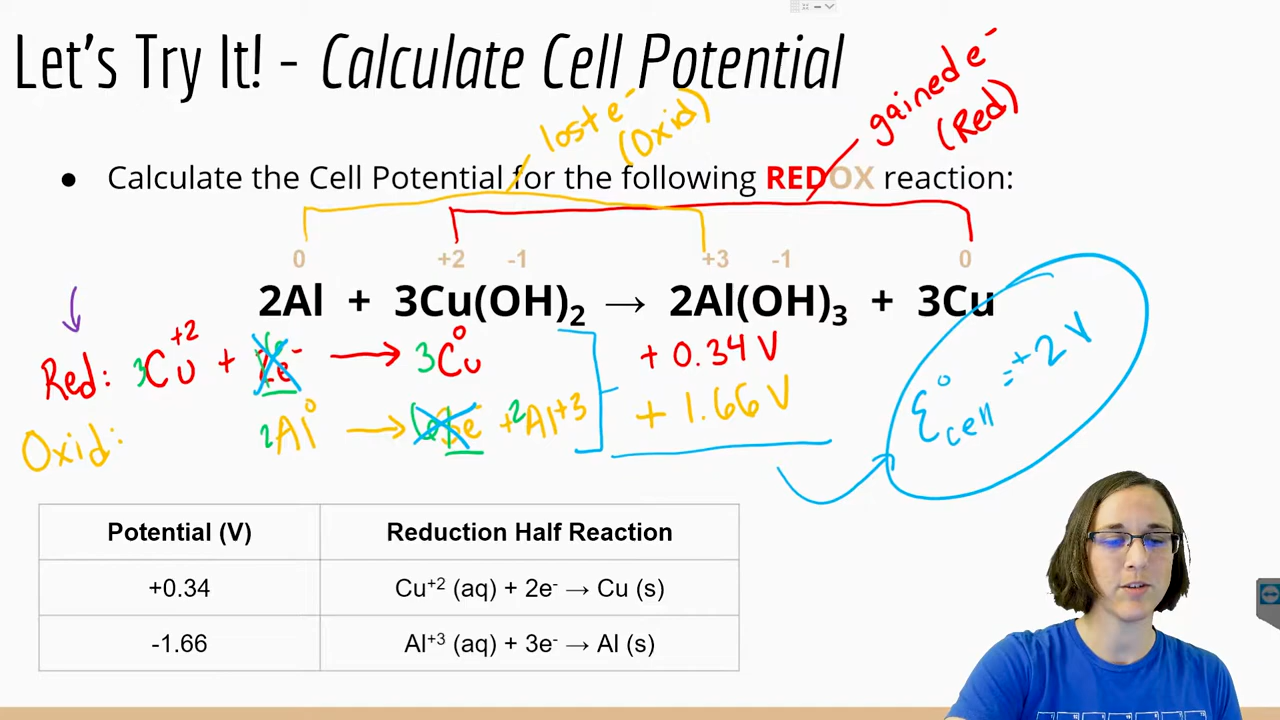 Let's Try It! - Calculate Cell Potential
gained e⁻
(Red)
lost e⁻
(Oxid)
● Calculate the Cell Potential for the following REDOX reaction:
0 +2 -1 +3 -1 0
2Al + 3Cu(OH)₂ → 2Al(OH)₃ + 3Cu
Red: 3Cu⁺² + e⁻ → 3Cu⁰ + 0.34 V
Oxid: 2Al⁰ → e⁻ + 2Al⁺³ + 1.66 V
ℰ⁰cell = +2 V
Potential (V) Reduction Half Reaction
+0.34 Cu⁺² (aq) + 2e⁻ → Cu (s)
-1.66 Al⁺³ (aq) + 3e⁻ → Al (s)